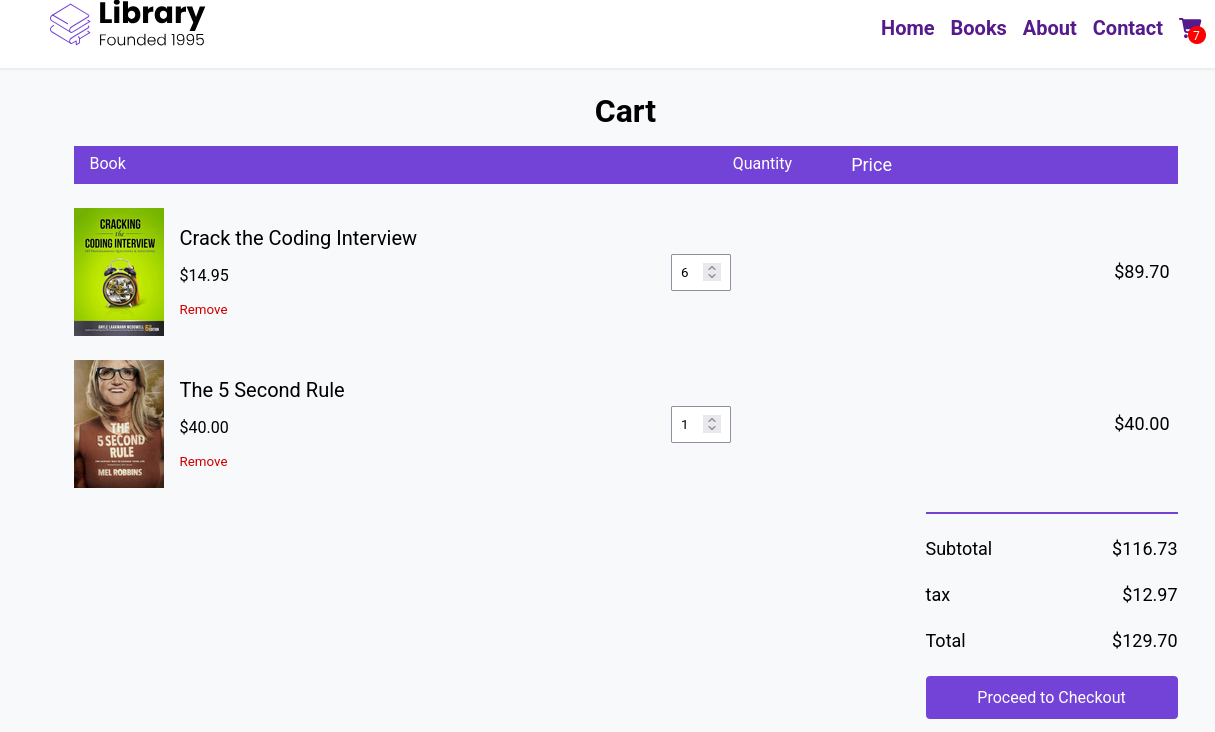 Library
Founded 1995
Home Books About Contact 7
Cart
Book Quantity Price
CRACKING
the
CODING INTERVIEW
Crack the Coding Interview
$14.95
Remove
6
$89.70
GAYLE LAAKMANN MCDOWELL
THE
5 SECOND
RULE
MEL ROBBINS
The 5 Second Rule
$40.00
Remove
1
$40.00
Subtotal $116.73
tax $12.97
Total $129.70
Proceed to Checkout